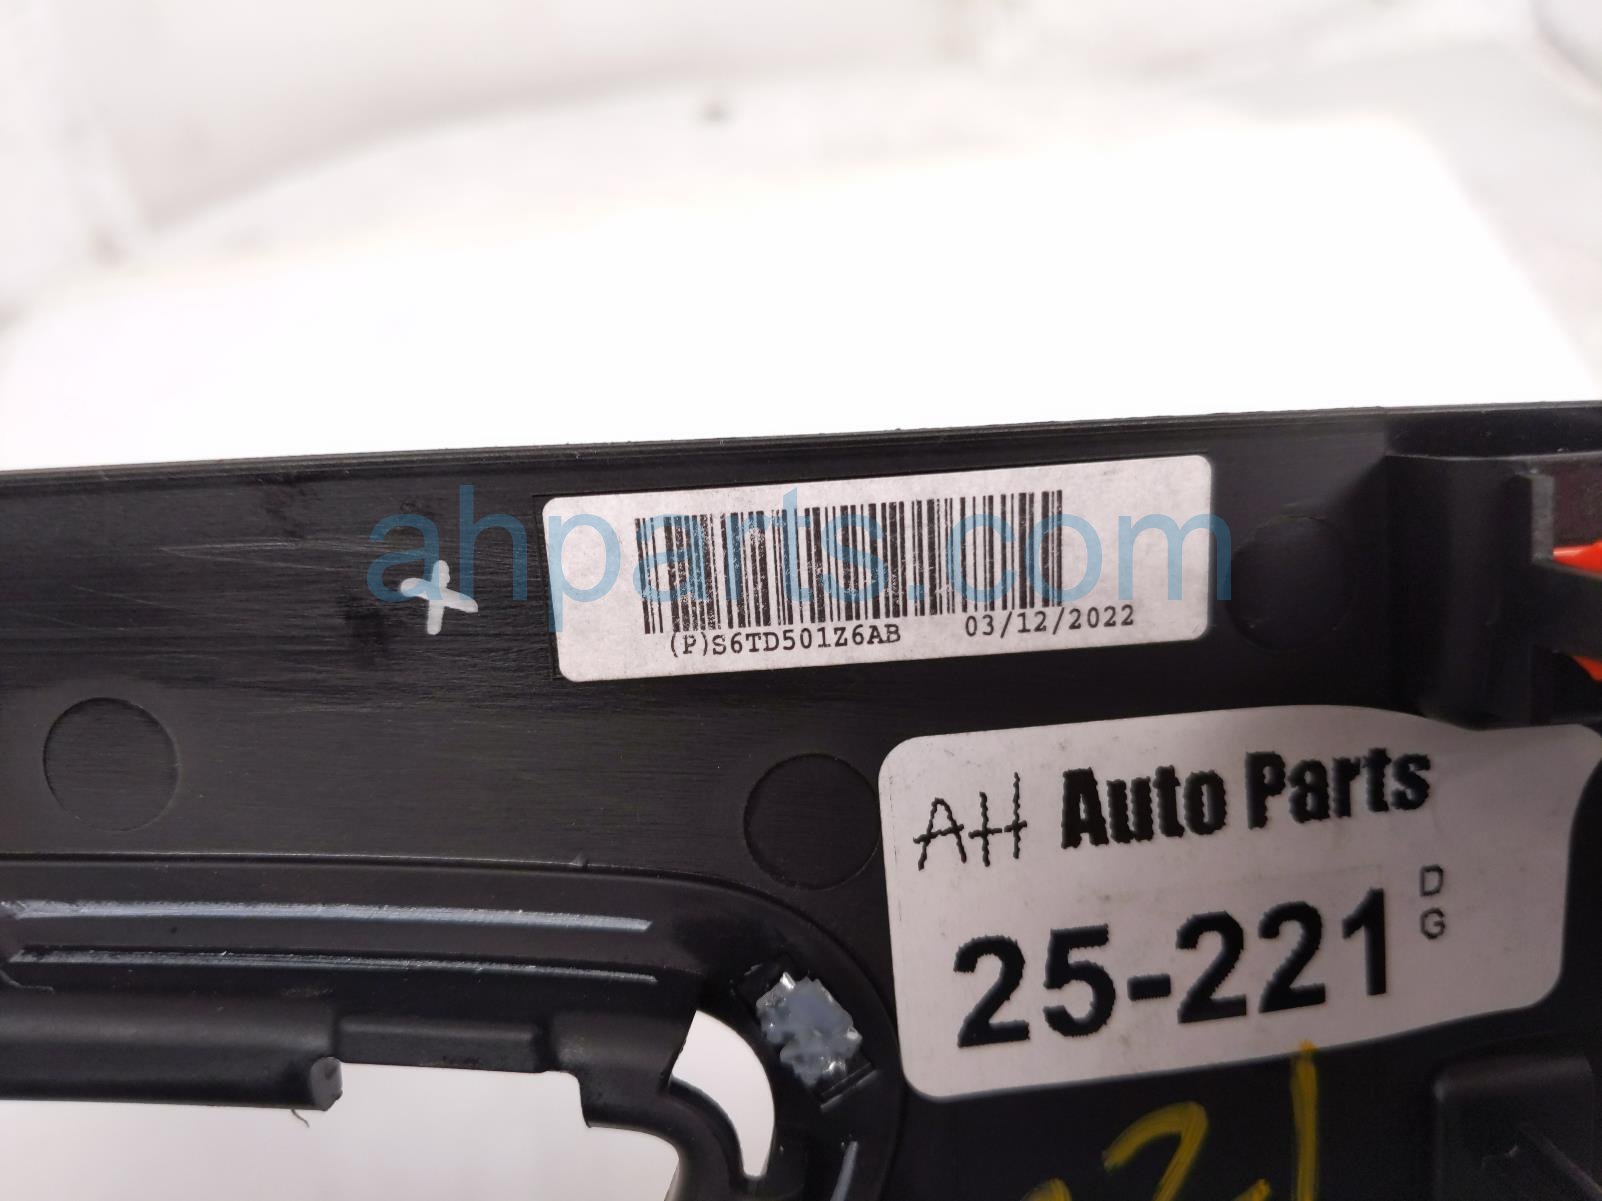 (P)S6TD501Z6AB 03/12/2022
ahparts.com
AH Auto Parts
25-221
D
G